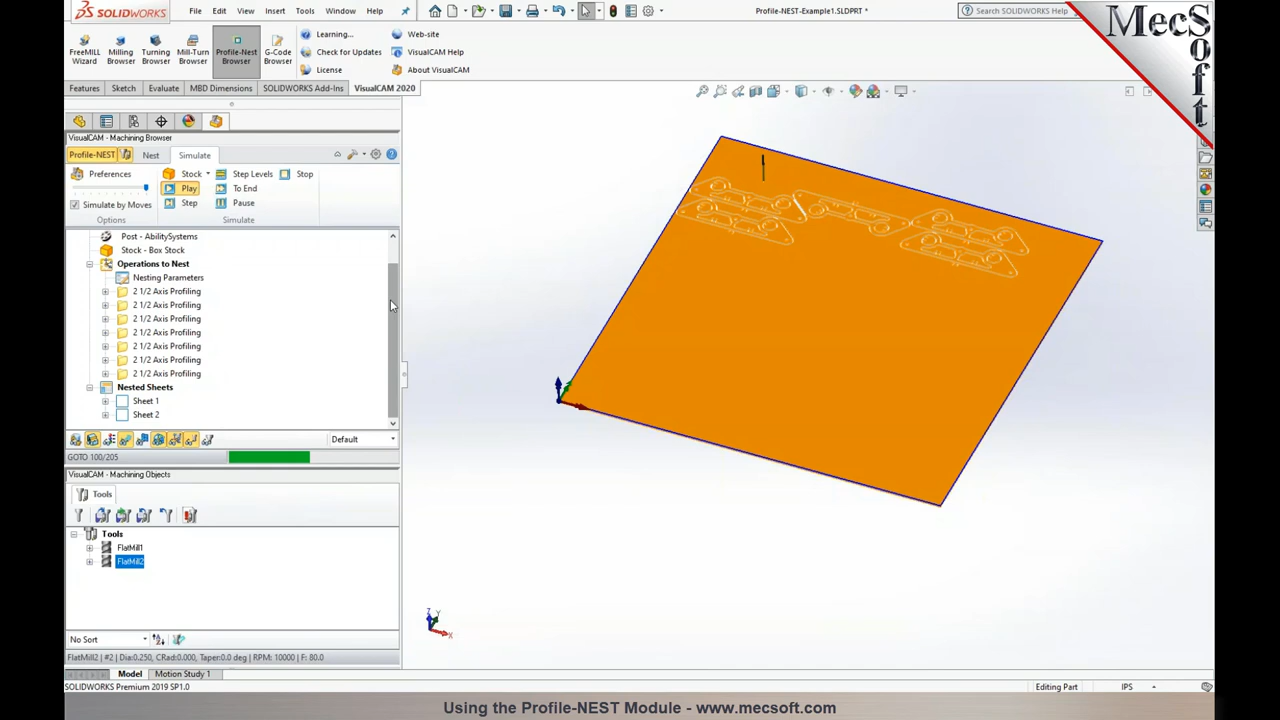 SOLIDWORKS
File Edit View Insert Tools Window
Profile-NEST-Example1.SLDPRT *
Search SOLIDWORKS Help
MecSoft
FreeMILL Wizard
Milling Browser
Turning Browser
Mill-Turn Browser
Profile-Nest Browser
G-Code Browser
Learning...
Check for Updates
License
Web-site
VisualCAM Help
About VisualCAM
Features Sketch Evaluate MBD Dimensions SOLIDWORKS Add-Ins VisualCAM 2020
VisualCAM - Machining Browser
Profile-NEST Nest Simulate
Preferences Stock Step Levels Stop
Play To End
Simulate by Moves Step Pause
Options Simulate
Post - AbilitySystems
Stock - Box Stock
Operations to Nest
Nesting Parameters
2 1/2 Axis Profiling
2 1/2 Axis Profiling
2 1/2 Axis Profiling
2 1/2 Axis Profiling
2 1/2 Axis Profiling
2 1/2 Axis Profiling
2 1/2 Axis Profiling
Nested Sheets
Sheet 1
Sheet 2
Default
GOTO 100/205
VisualCAM - Machining Objects
Tools
Tools
FlatMill1
FlatMill2
Z Y
X
No Sort
FlatMill2 | #2 | Dia:0.250, CRad:0.000, Taper:0.0 deg | RPM: 10000 | F: 80.0
Model Motion Study 1
SOLIDWORKS Premium 2019 SP1.0
Editing Part IPS
Using the Profile-NEST Module - www.mecsoft.com